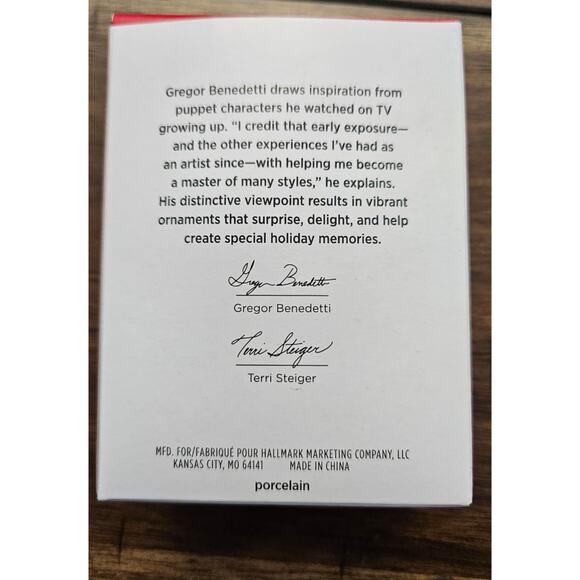 Gregor Benedetti draws inspiration from
puppet characters he watched on TV
growing up. “I credit that early exposure—
and the other experiences I’ve had as
an artist since—with helping me become
a master of many styles,” he explains.
His distinctive viewpoint results in vibrant
ornaments that surprise, delight, and help
create special holiday memories.
Gregor Benedetti
Gregor Benedetti
Terri Steiger
Terri Steiger
MFD. FOR/FABRIQUÉ POUR HALLMARK MARKETING COMPANY, LLC
KANSAS CITY, MO 64141 MADE IN CHINA
porcelain